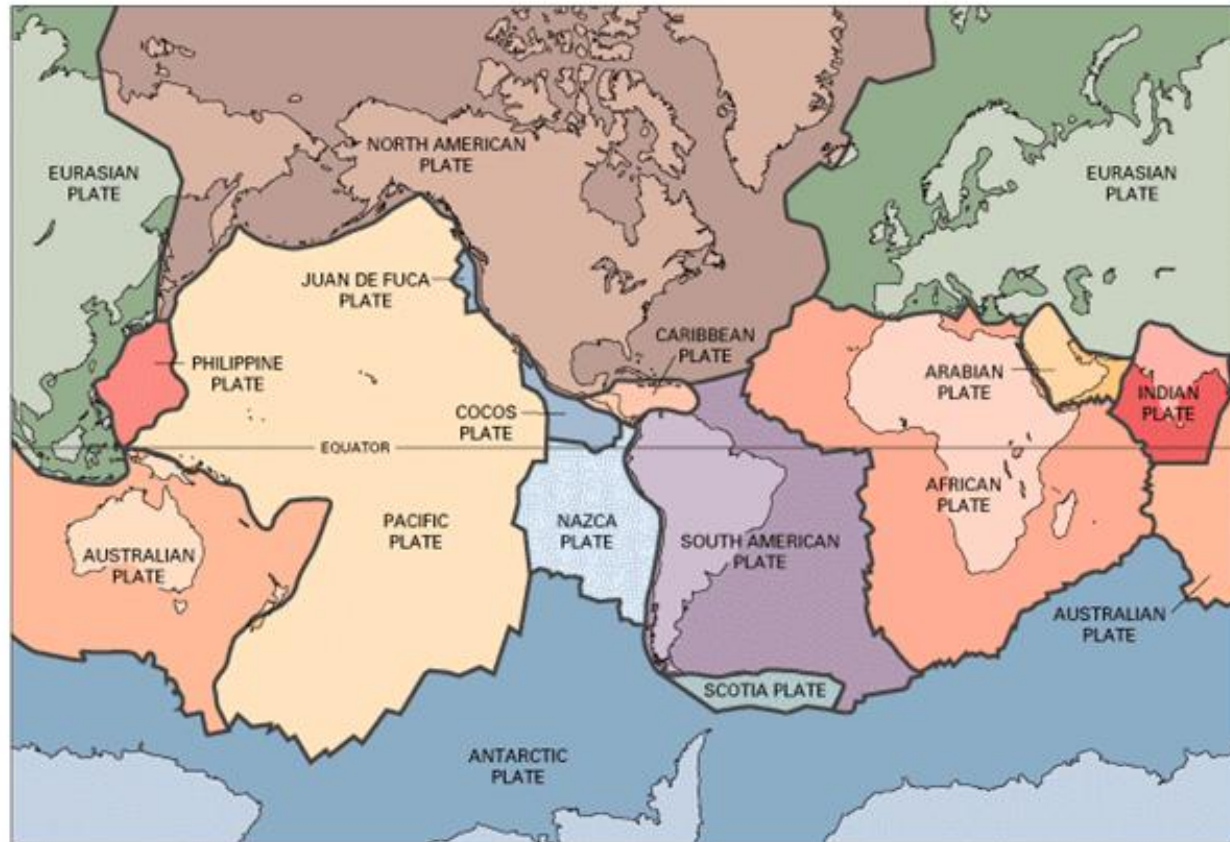 NORTH AMERICAN
PLATE
EURASIAN
PLATE
EURASIAN
PLATE
JUAN DE FUCA
PLATE
CARIBBEAN
PLATE
PHILIPPINE
PLATE
ARABIAN
PLATE
INDIAN
PLATE
COCOS
PLATE
EQUATOR
AFRICAN
PLATE
PACIFIC
PLATE
NAZCA
PLATE
SOUTH AMERICAN
PLATE
AUSTRALIAN
PLATE
AUSTRALIAN
PLATE
SCOTIA PLATE
ANTARCTIC
PLATE